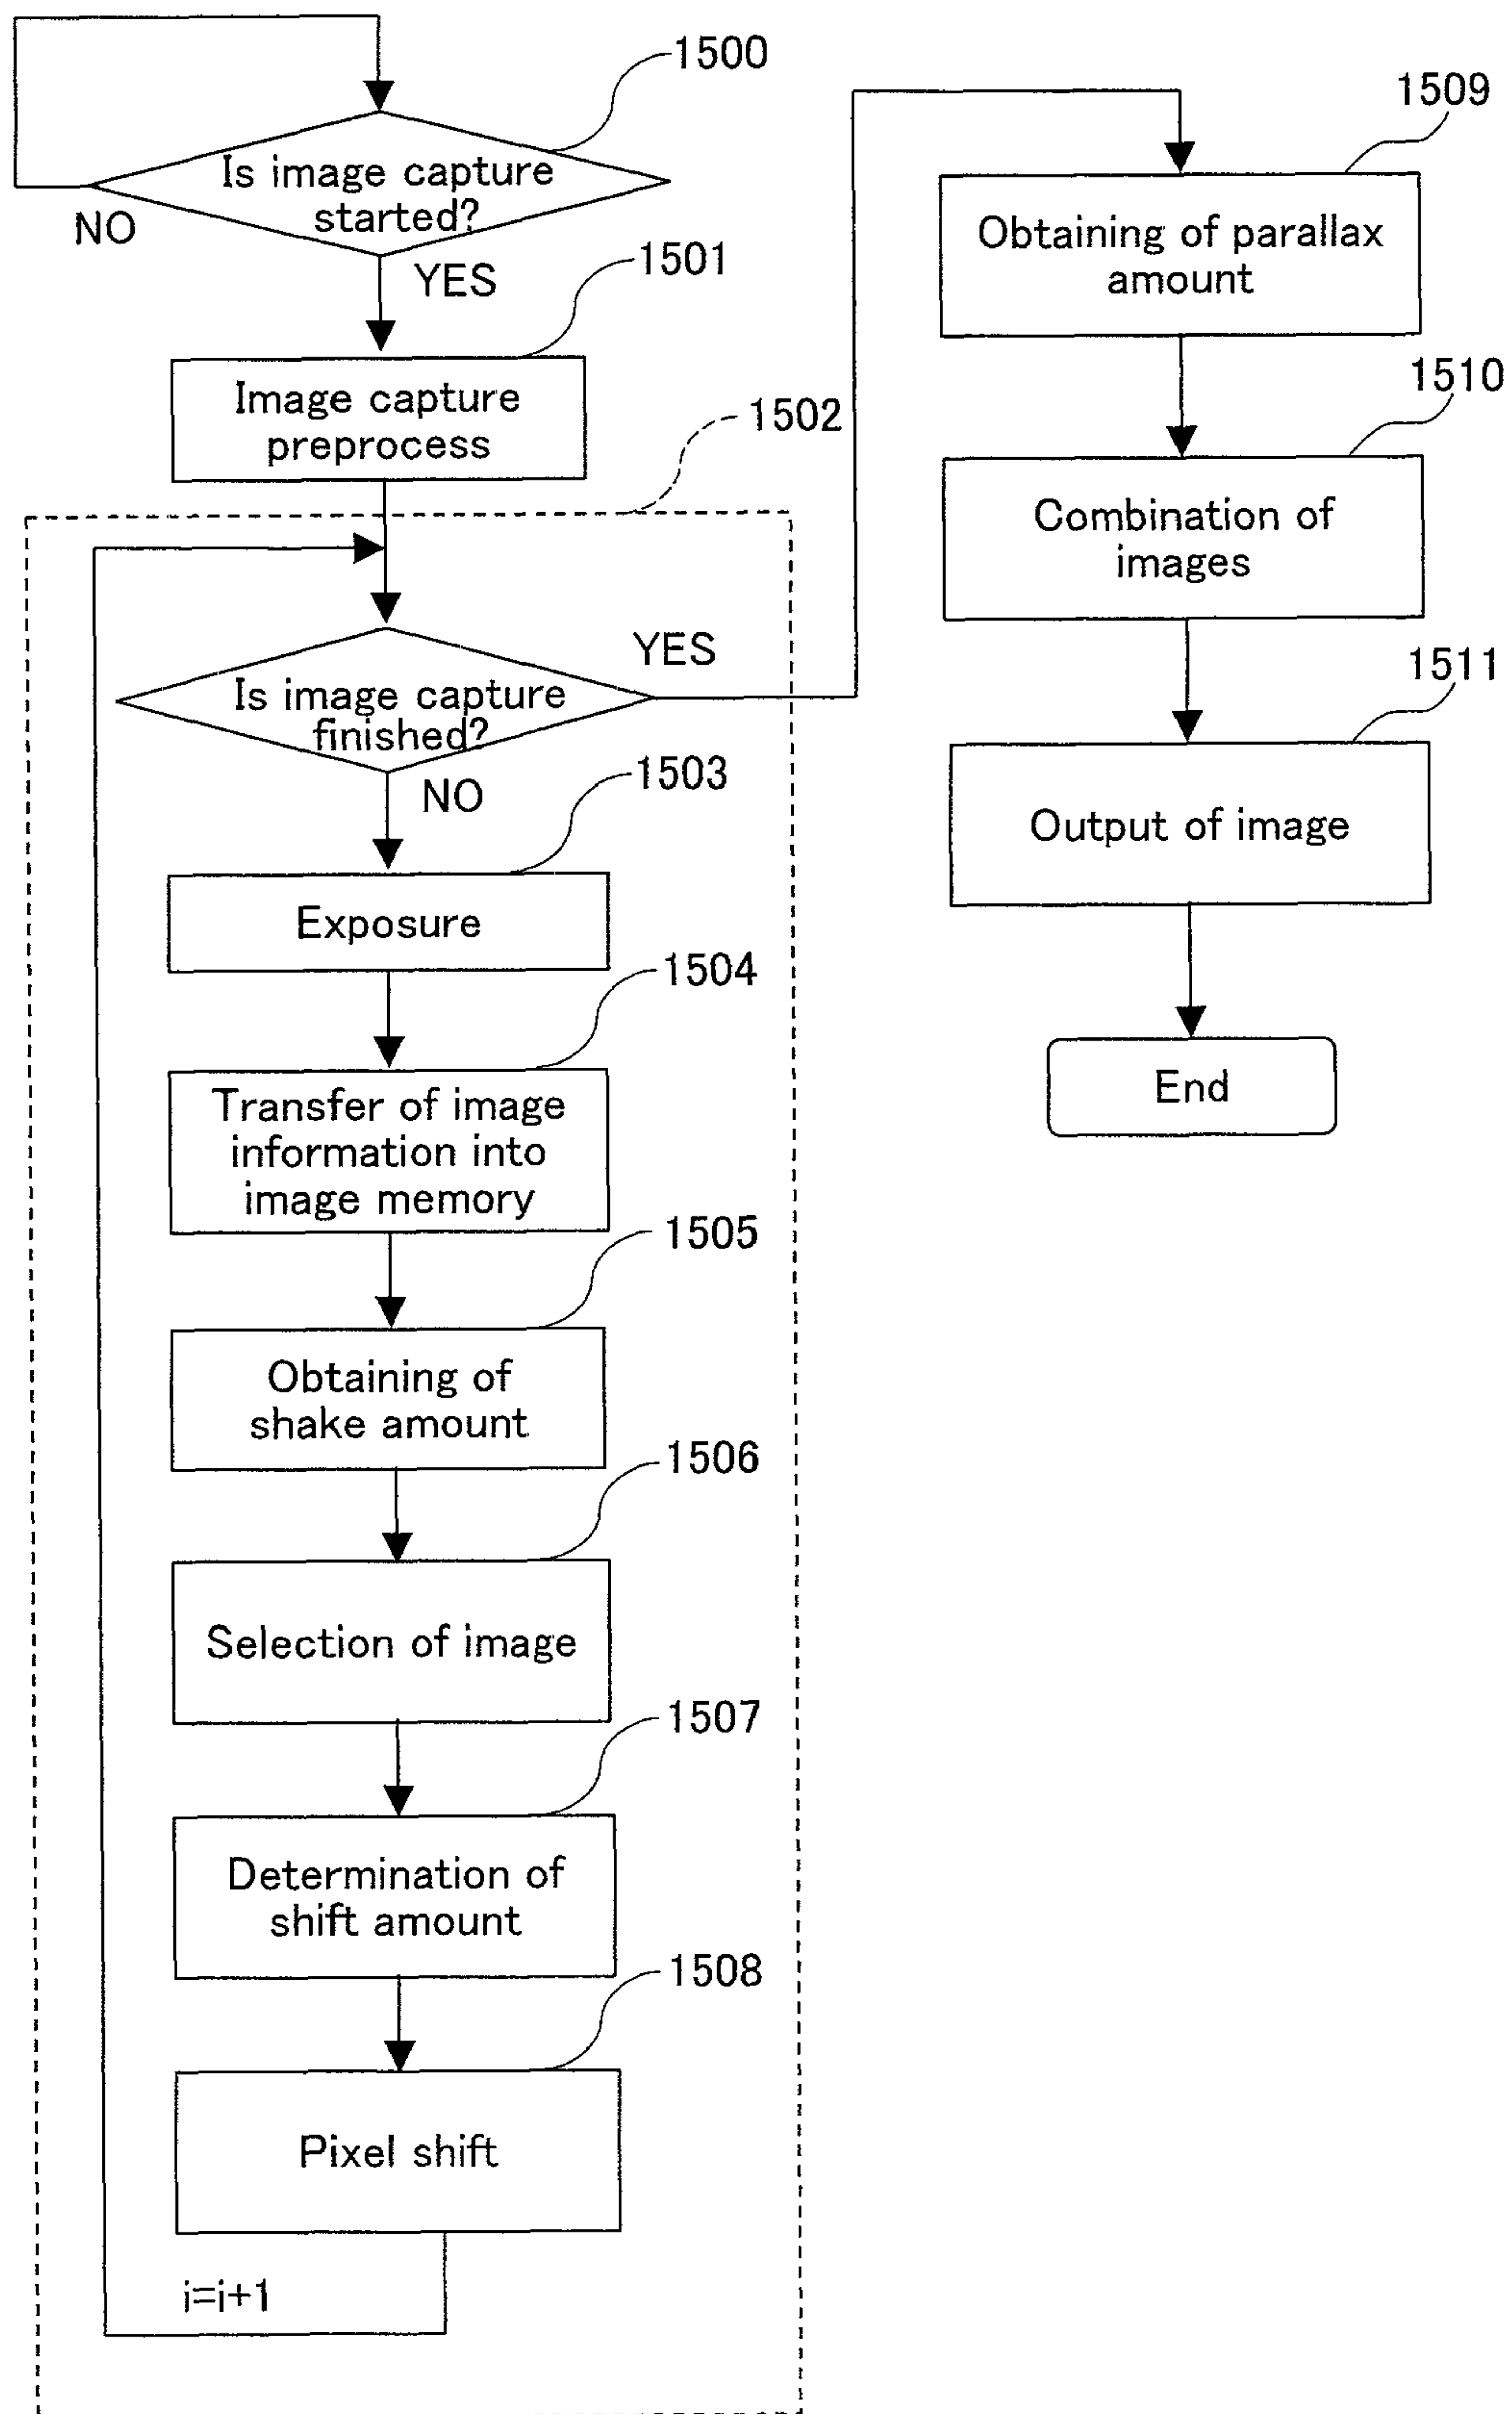 1500
Is image capture
started?
NO
YES
1501
Image capture
preprocess
1502
Is image capture
finished?
YES
NO
1503
Exposure
1504
Transfer of image
information into
image memory
1505
Obtaining of
shake amount
1506
Selection of image
1507
Determination of
shift amount
1508
Pixel shift
i=i+1
1509
Obtaining of parallax
amount
1510
Combination of
images
1511
Output of image
End